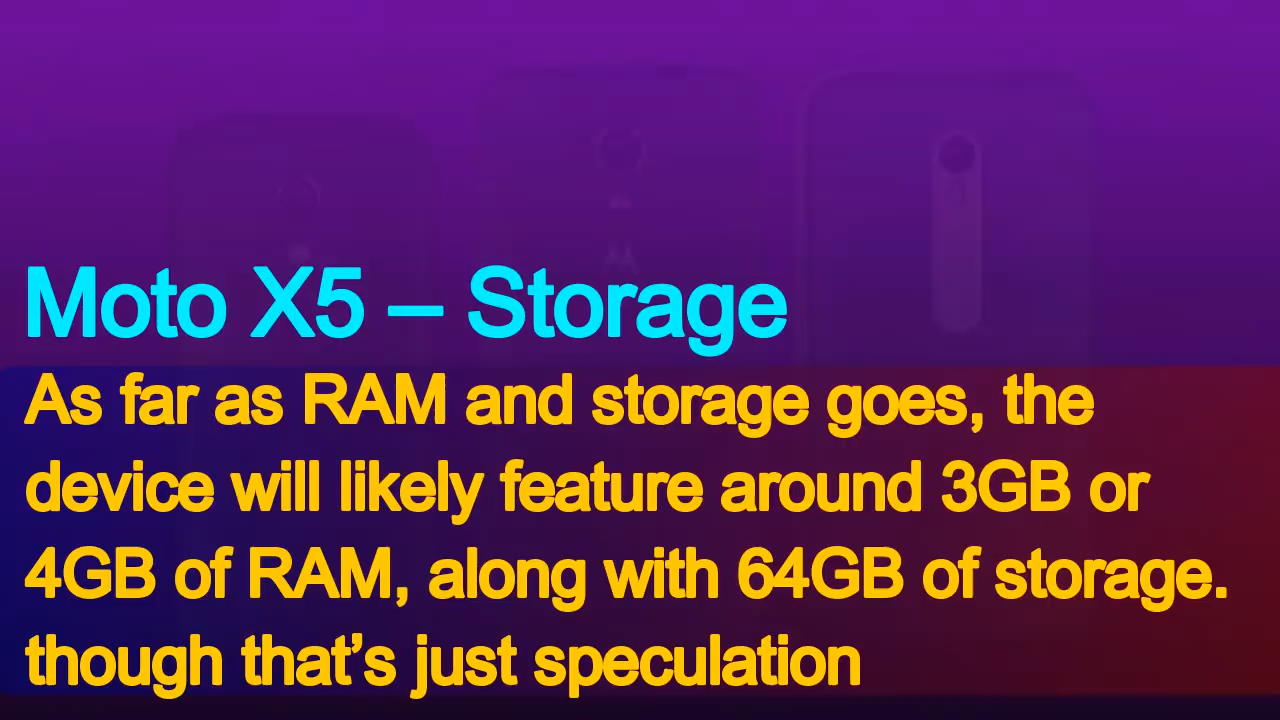 Moto X5 – Storage
As far as RAM and storage goes, the
device will likely feature around 3GB or
4GB of RAM, along with 64GB of storage.
though that’s just speculation